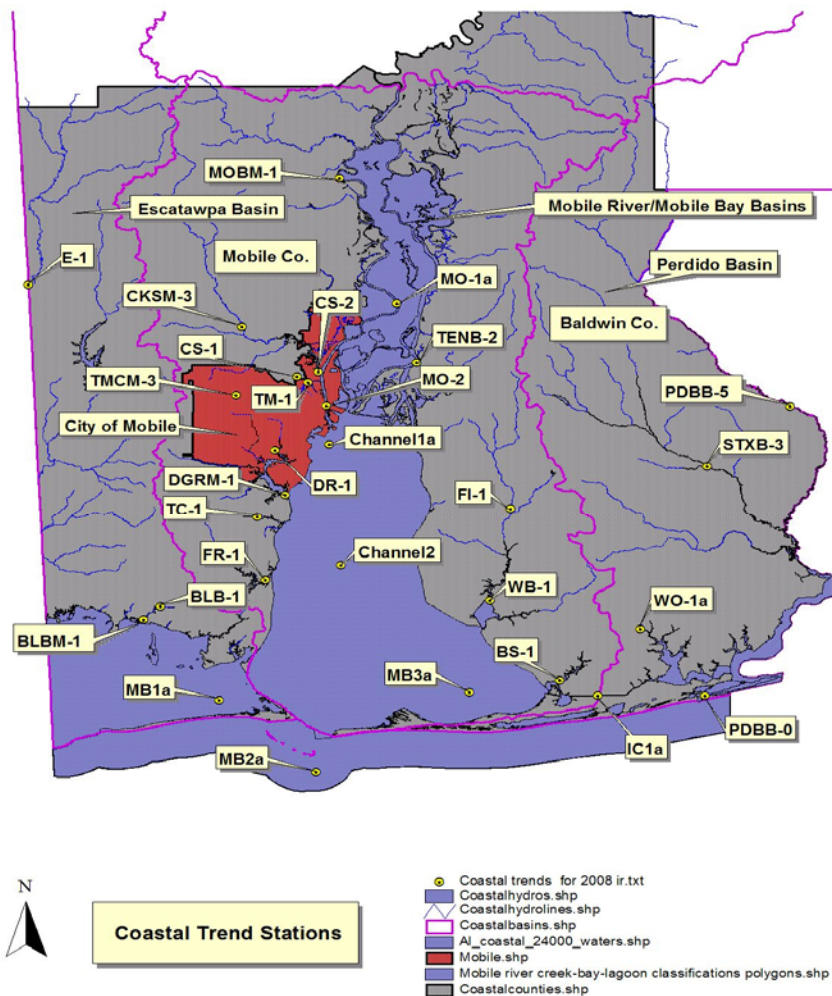 MOBM-1
Escatawpa Basin
Mobile River/Mobile Bay Basins
Mobile Co.
Perdido Basin
E-1
CKSM-3
CS-2
MO-1a
Baldwin Co.
CS-1
TENB-2
TMCM-3
TM-1
MO-2
PDBB-5
City of Mobile
Channel1a
STXB-3
DGRM-1
DR-1
FI-1
TC-1
FR-1
Channel2
BLB-1
WB-1
WO-1a
BLBM-1
BS-1
MB1a
MB3a
PDBB-0
IC1a
MB2a
N
Coastal Trend Stations
Coastal trends for 2008 ir.txt
Coastalhydros.shp
Coastalhydrolines.shp
Coastalbasins.shp
Al_coastal_24000_waters.shp
Mobile.shp
Mobile river creek-bay-lagoon classifications polygons.shp
Coastalcounties.shp